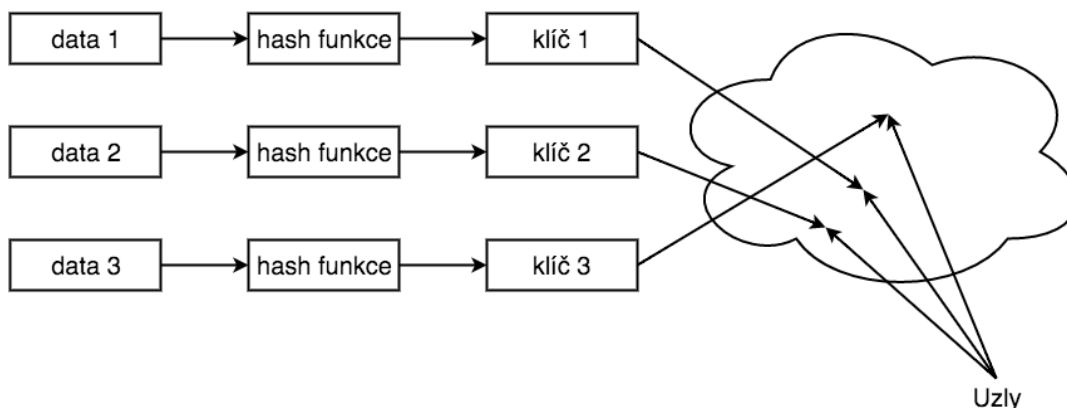 data 1 hash funkce klíč 1
data 2 hash funkce klíč 2
data 3 hash funkce klíč 3
Uzly